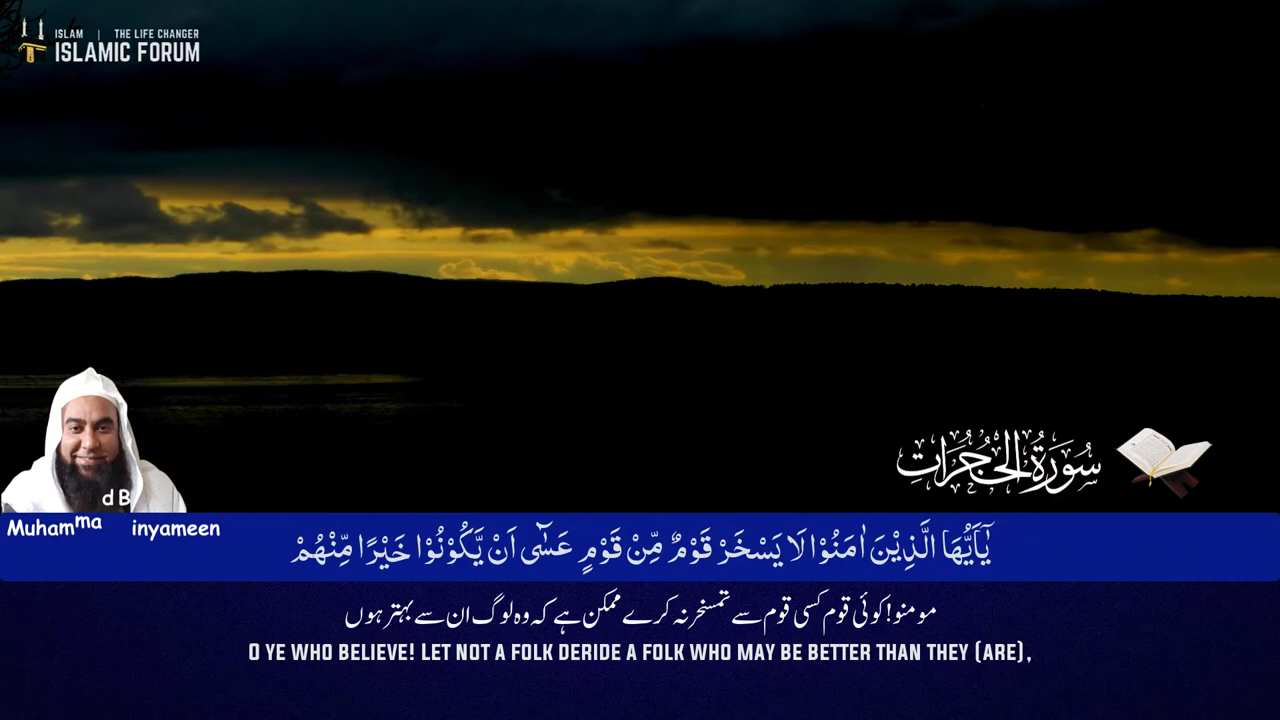 ISLAM | THE LIFE CHANGER
ISLAMIC FORUM
سُورَةُ الحُجُرَاتِ
d B
Muhamma inyameen
يٰٓاَيُّهَا الَّذِيْنَ اٰمَنُوْا لَا يَسْخَرْ قَوْمٌ مِّنْ قَوْمٍ عَسٰٓى اَنْ يَّكُوْنُوْا خَيْرًا مِّنْهُمْ
مومنو! کوئی قوم کسی قوم سے تمسخر نہ کرے ممکن ہے کہ وہ لوگ ان سے بہتر ہوں
O YE WHO BELIEVE! LET NOT A FOLK DERIDE A FOLK WHO MAY BE BETTER THAN THEY (ARE),